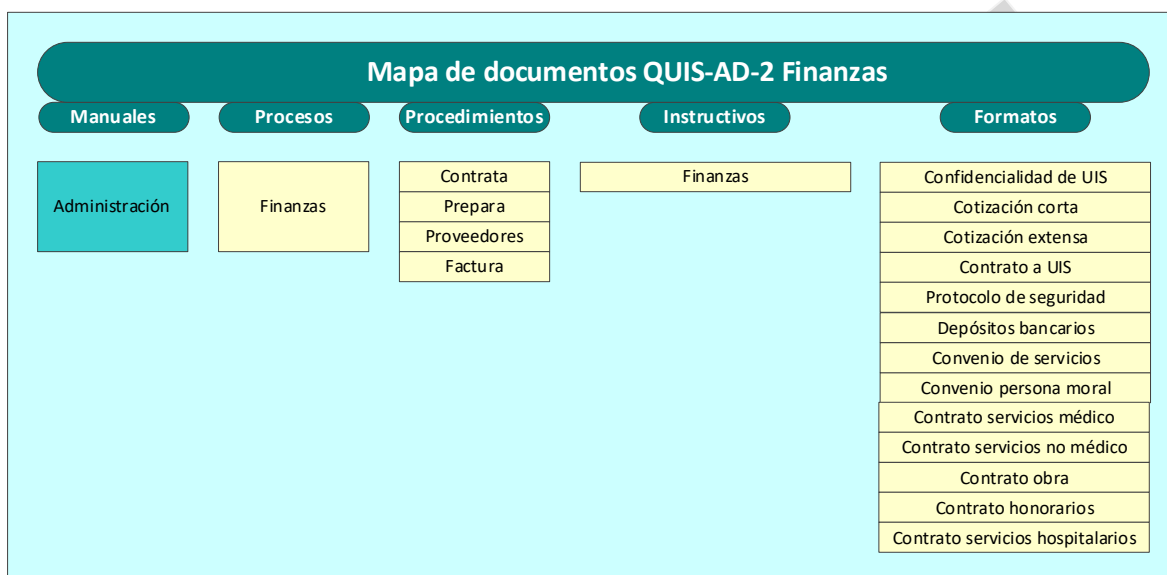 Mapa de documentos QUIS-AD-2 Finanzas
Manuales
Procesos
Procedimientos
Instructivos
Formatos
Administración
Finanzas
Contrata
Prepara
Proveedores
Factura
Finanzas
Confidencialidad de UIS
Cotización corta
Cotización extensa
Contrato a UIS
Protocolo de seguridad
Depósitos bancarios
Convenio de servicios
Convenio persona moral
Contrato servicios médico
Contrato servicios no médico
Contrato obra
Contrato honorarios
Contrato servicios hospitalarios